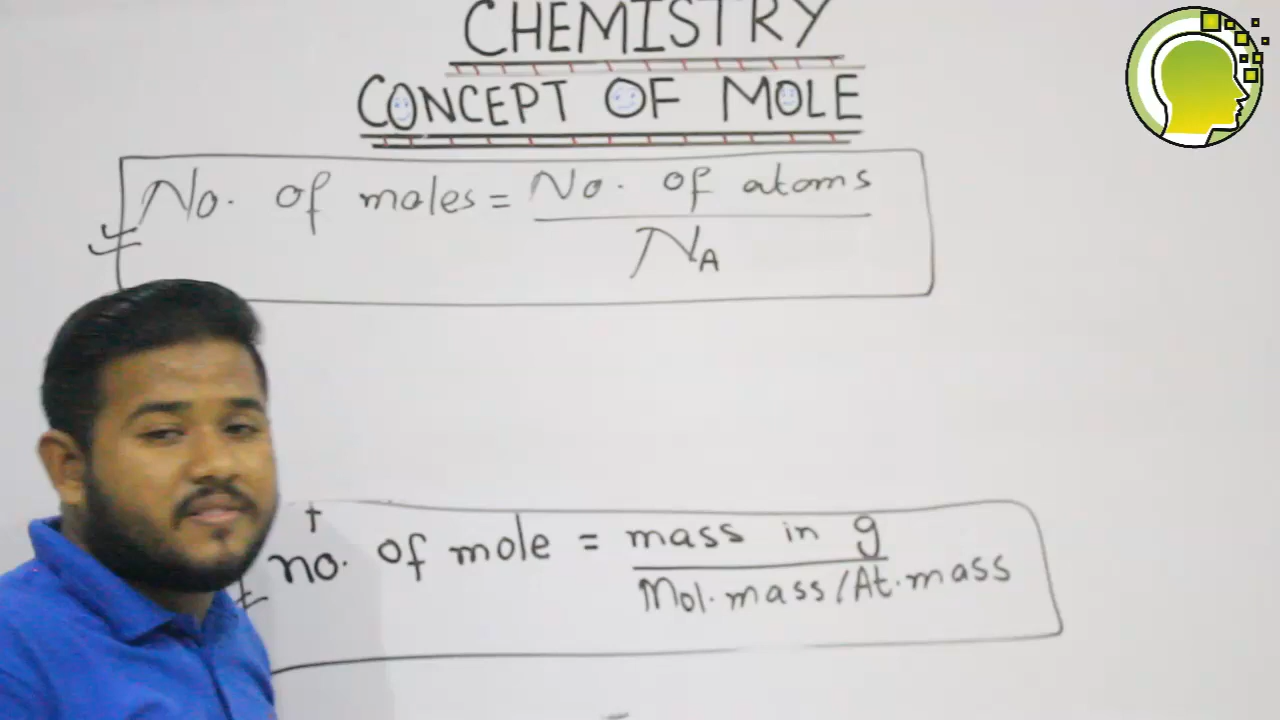 CHEMISTRY
CONCEPT OF MOLE
No. of moles = No. of atoms
NA
no. of mole = mass in g
Mol. mass / At. mass